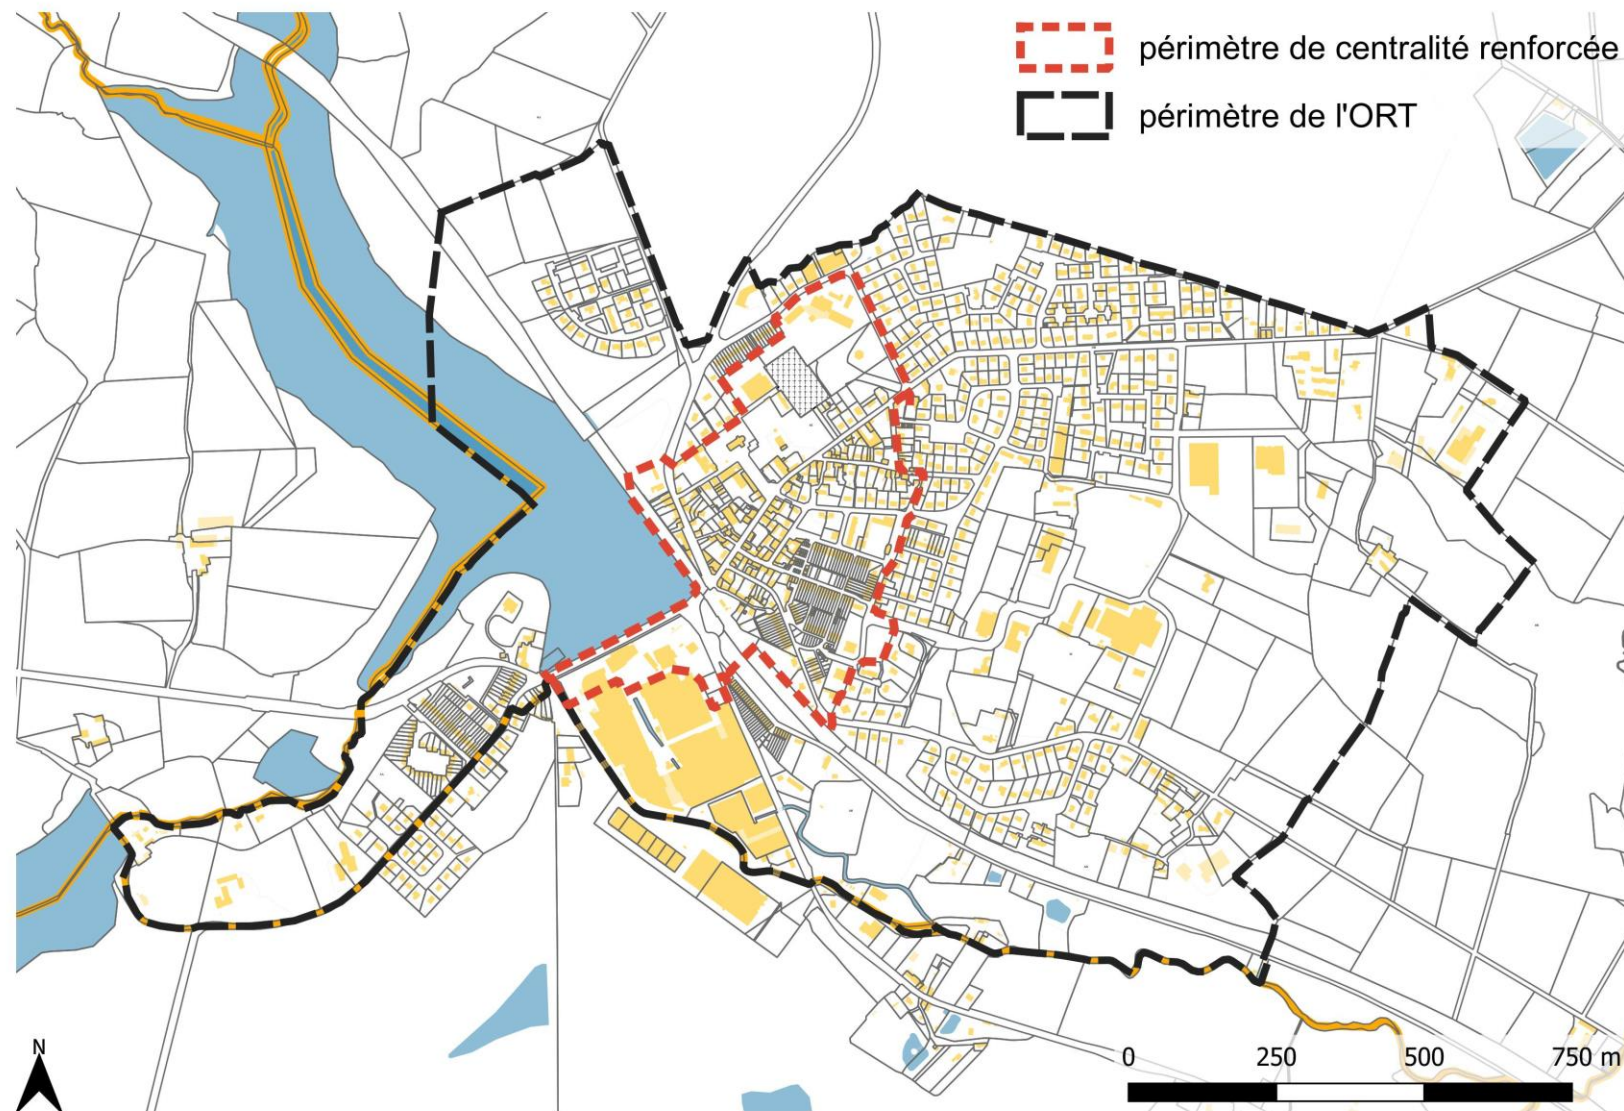 périmètre de centralité renforcée
périmètre de l'ORT
N
0 250 500 750 m